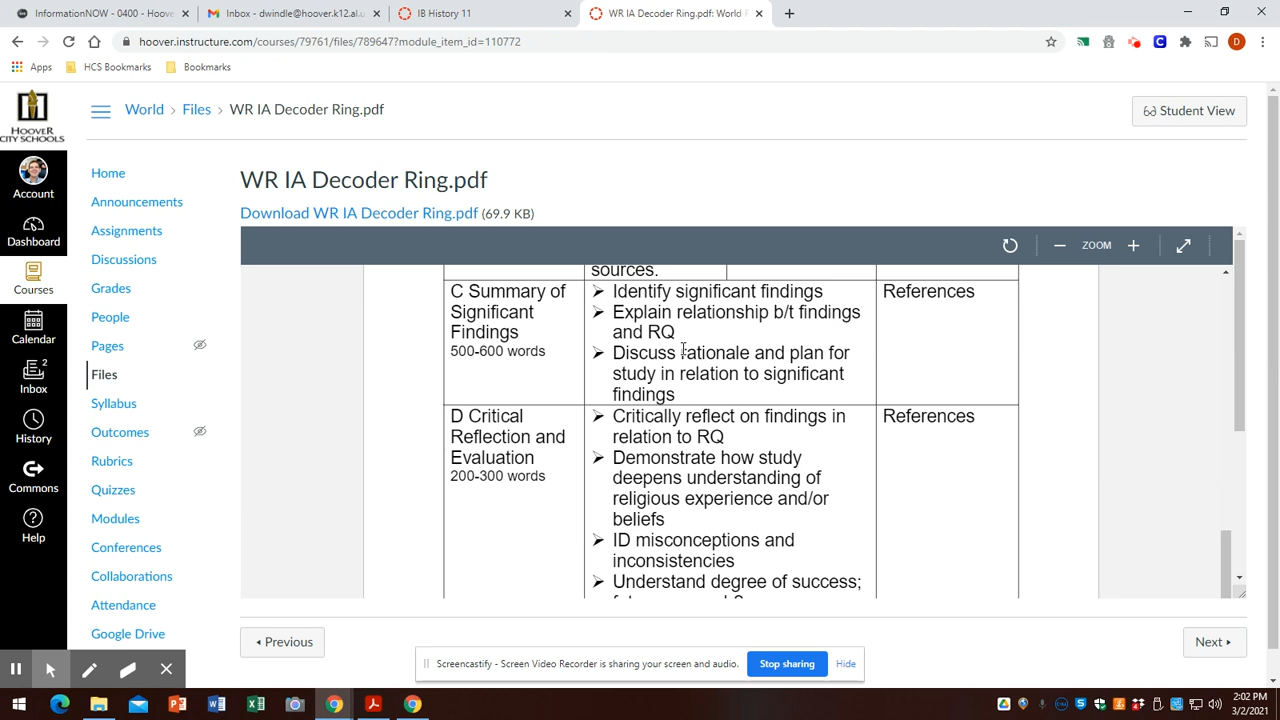 InformationNOW - 0400 - Hoove
Inbox - dwindle@hoover.k12.al.u
IB History 11
WR IA Decoder Ring.pdf: World R
hoover.instructure.com/courses/79761/files/789647?module_item_id=110772
Apps
HCS Bookmarks
Bookmarks
HOOVER
CITY SCHOOLS
Account
Dashboard
Courses
Calendar
2
Inbox
History
Commons
Help
World > Files > WR IA Decoder Ring.pdf
Student View
Home
Announcements
Assignments
Discussions
Grades
People
Pages
Files
Syllabus
Outcomes
Rubrics
Quizzes
Modules
Conferences
Collaborations
Attendance
Google Drive
WR IA Decoder Ring.pdf
Download WR IA Decoder Ring.pdf (69.9 KB)
ZOOM
sources.
C Summary of
Significant
Findings
500-600 words
➢ Identify significant findings
➢ Explain relationship b/t findings
and RQ
➢ Discuss rationale and plan for
study in relation to significant
findings
References
D Critical
Reflection and
Evaluation
200-300 words
➢ Critically reflect on findings in
relation to RQ
➢ Demonstrate how study
deepens understanding of
religious experience and/or
beliefs
➢ ID misconceptions and
inconsistencies
➢ Understand degree of success;
References
Previous
Next
Screencastify - Screen Video Recorder is sharing your screen and audio.
Stop sharing
Hide
2:02 PM
3/2/2021